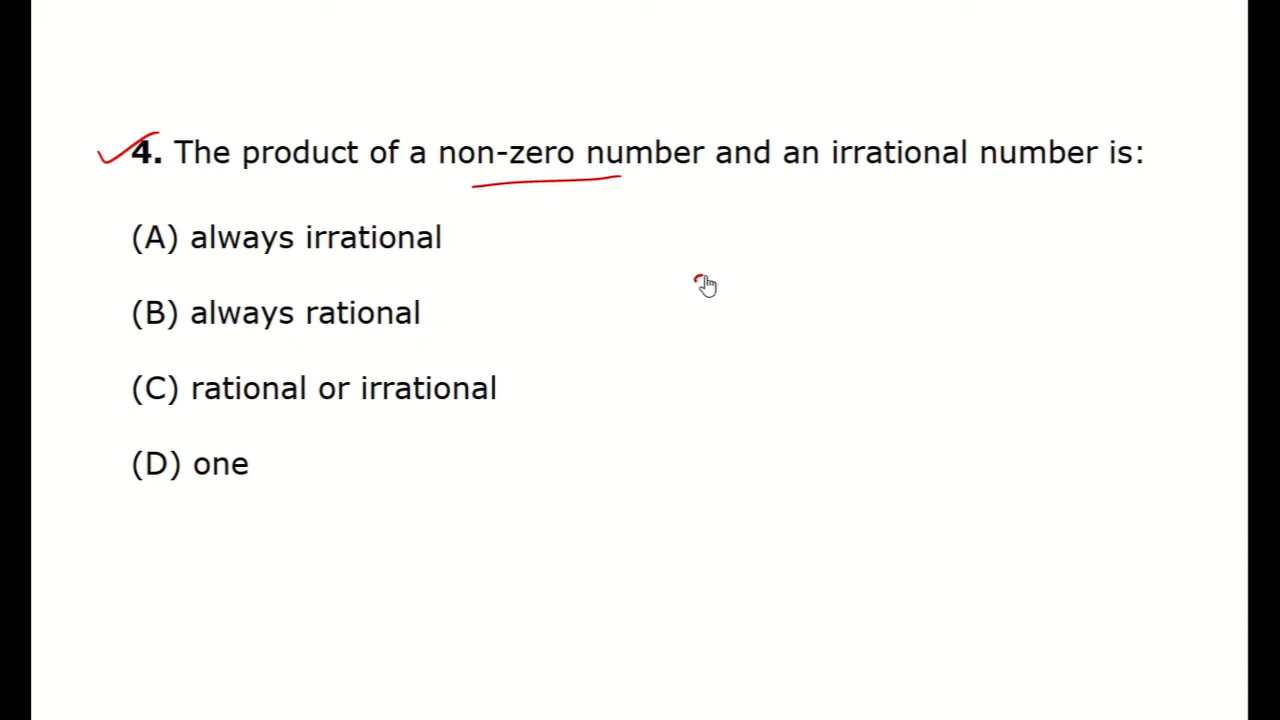 4. The product of a non-zero number and an irrational number is:
(A) always irrational
(B) always rational
(C) rational or irrational
(D) one